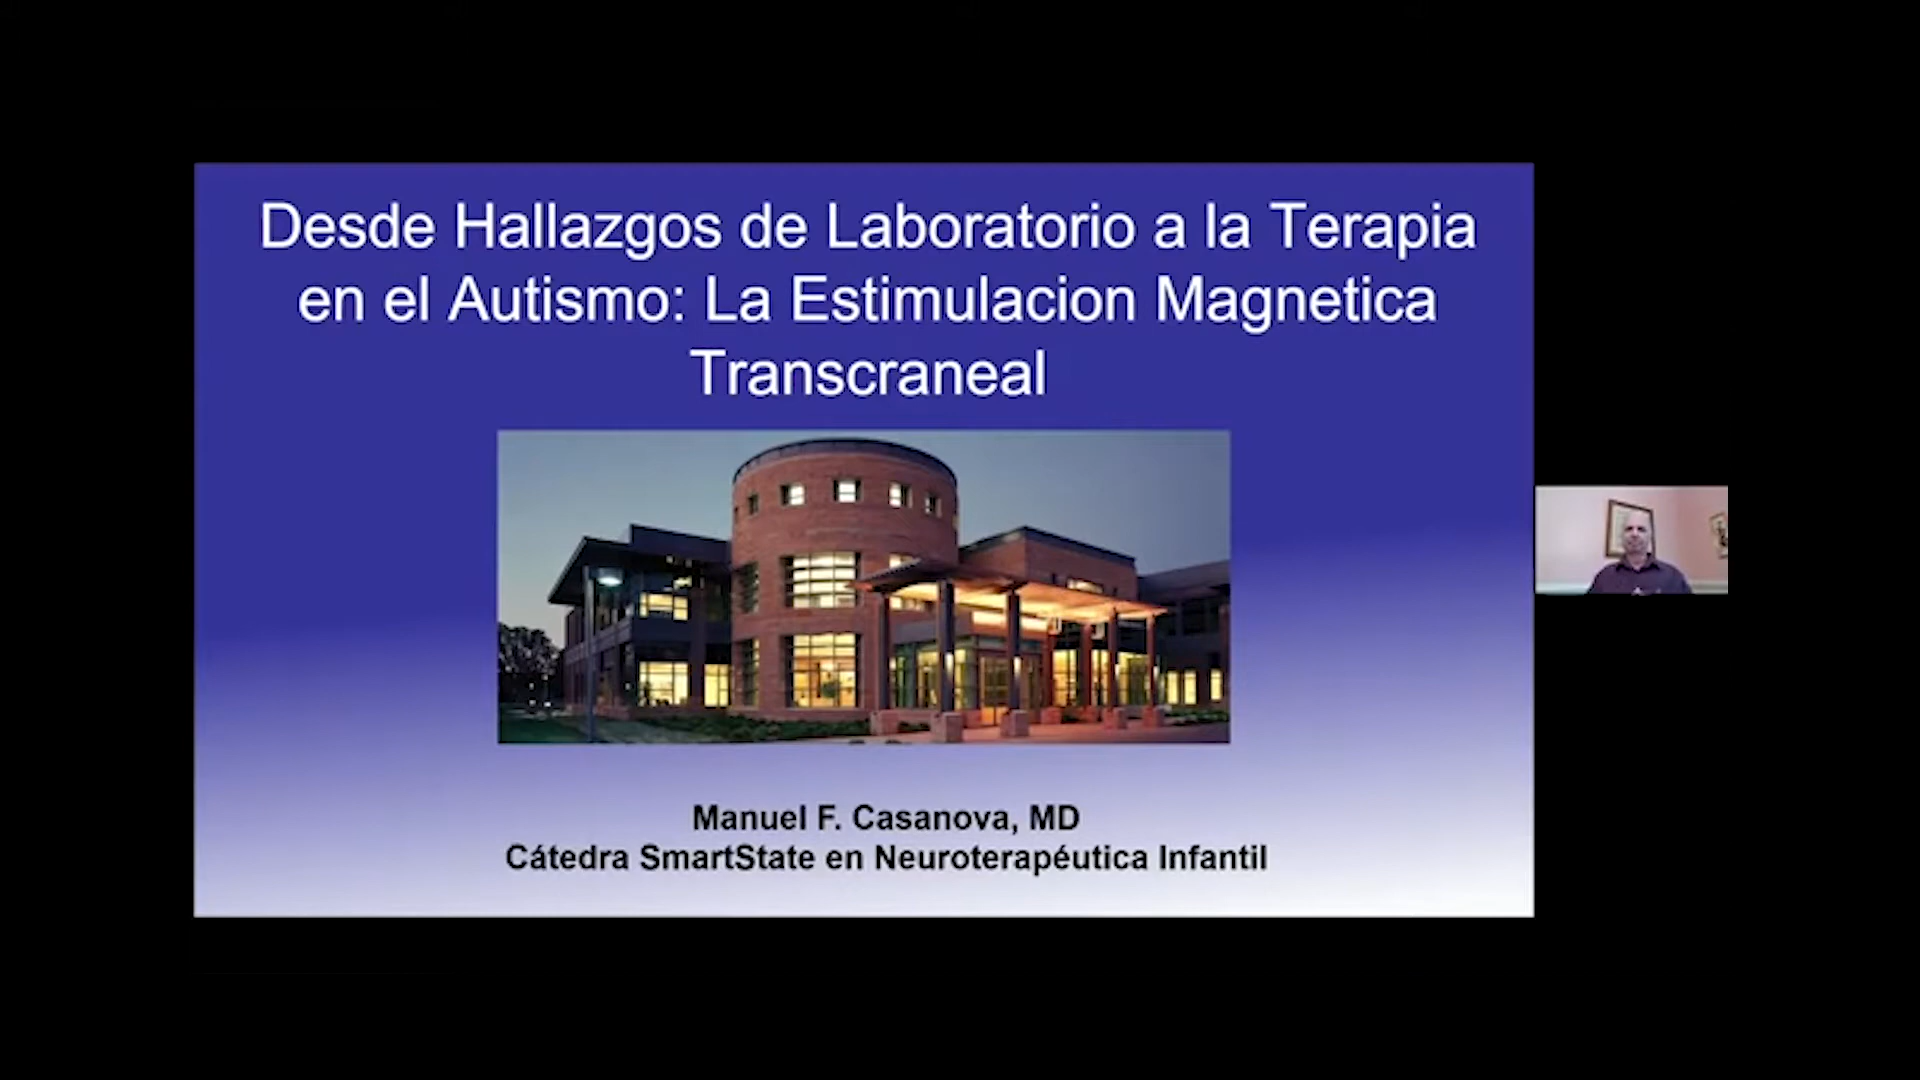 Desde Hallazgos de Laboratorio a la Terapia
en el Autismo: La Estimulacion Magnetica
Transcraneal
Manuel F. Casanova, MD
Cátedra SmartState en Neuroterapéutica Infantil